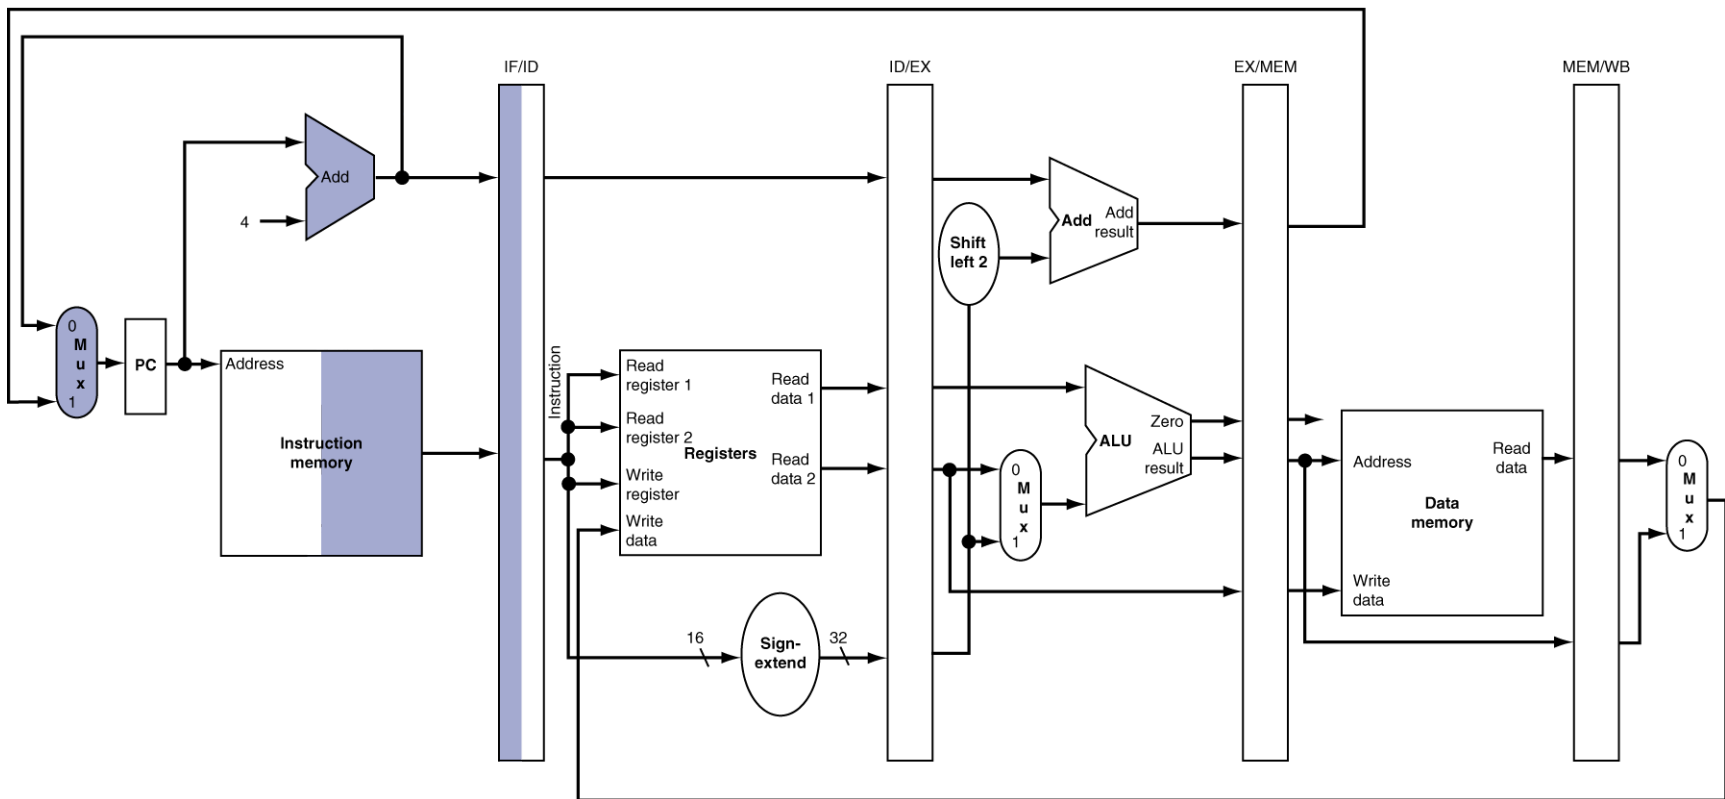 IF/ID
ID/EX
EX/MEM
MEM/WB
Add
4
Add
Add
result
Shift
left 2
0
M
u
x
1
PC
Address
Instruction
memory
Instruction
Read
register 1
Read
register 2
Write
register
Write
data
Registers
Read
data 1
Read
data 2
16
Sign-
extend
32
0
M
u
x
1
ALU
Zero
ALU
result
Address
Read
data
Data
memory
Write
data
0
M
u
x
1